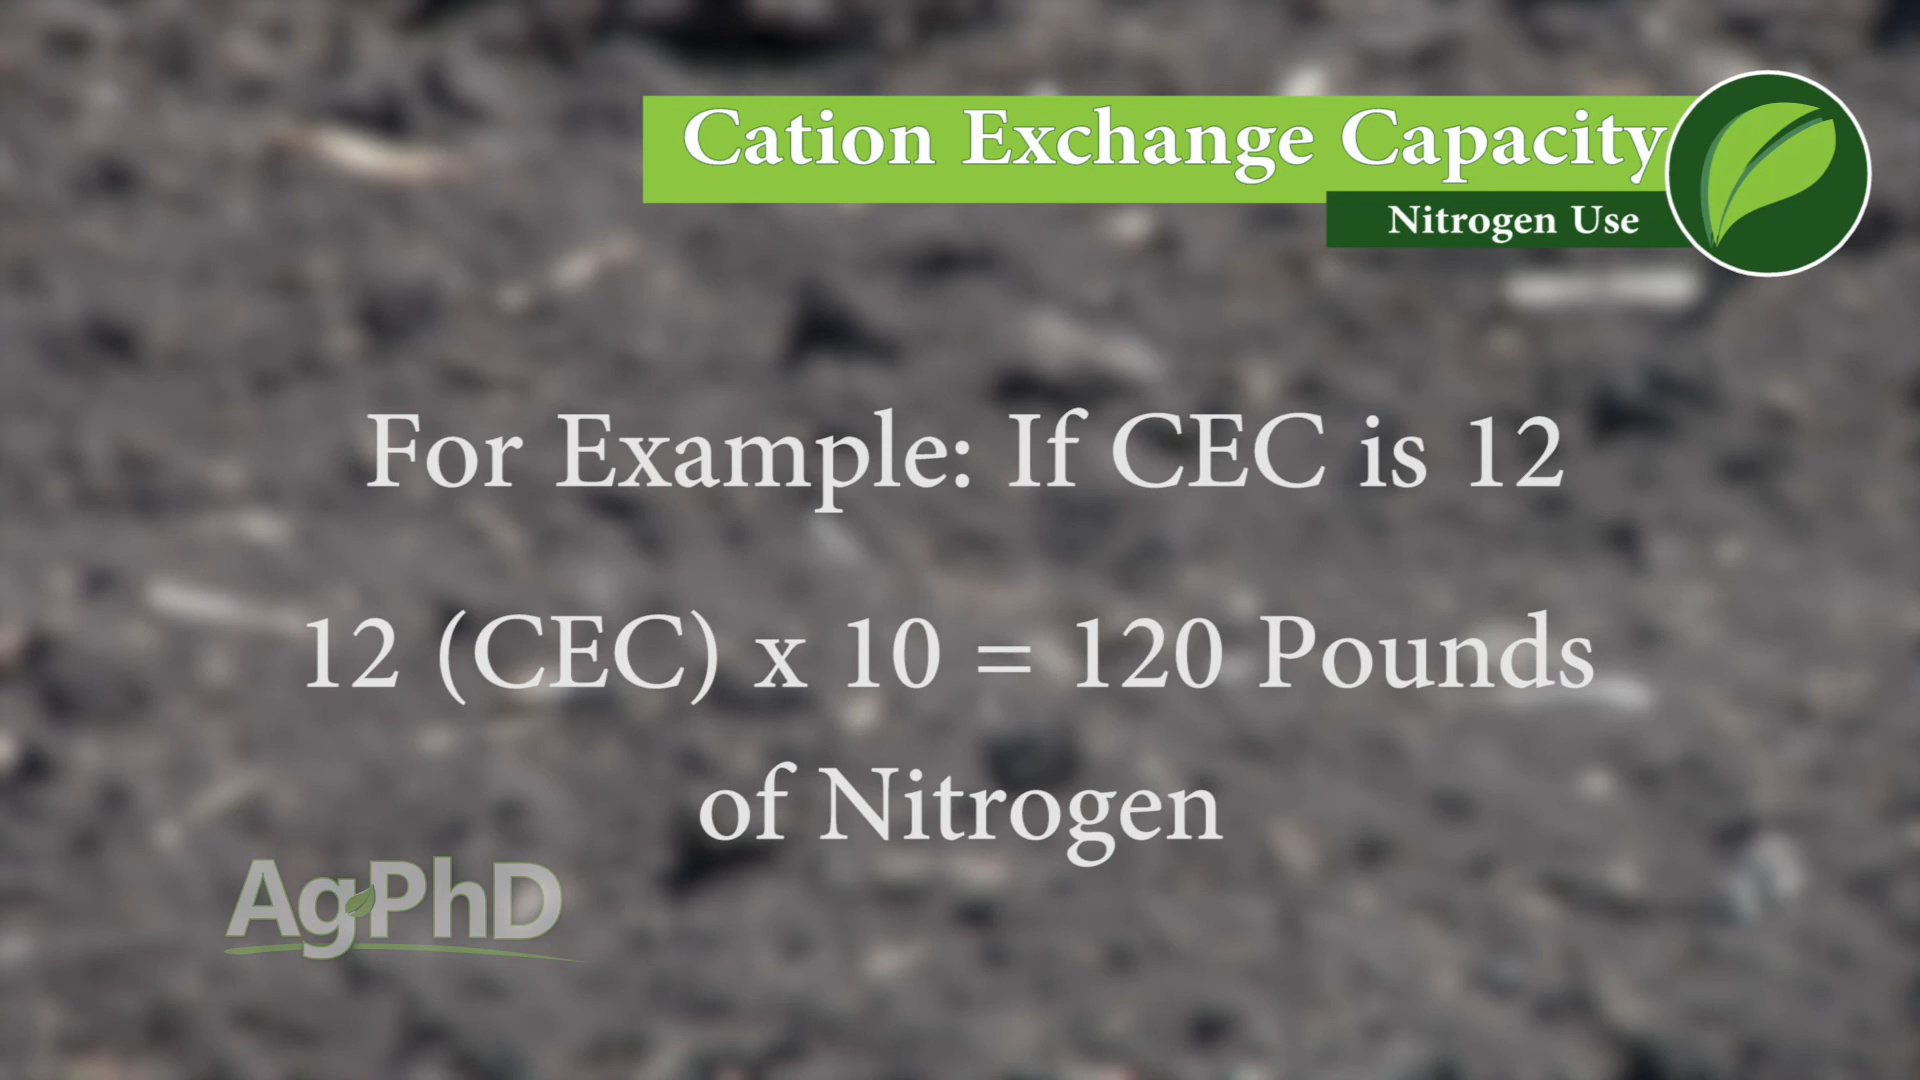 Cation Exchange Capacity
Nitrogen Use
For Example: If CEC is 12
12 (CEC) x 10 = 120 Pounds
of Nitrogen
AgPhD